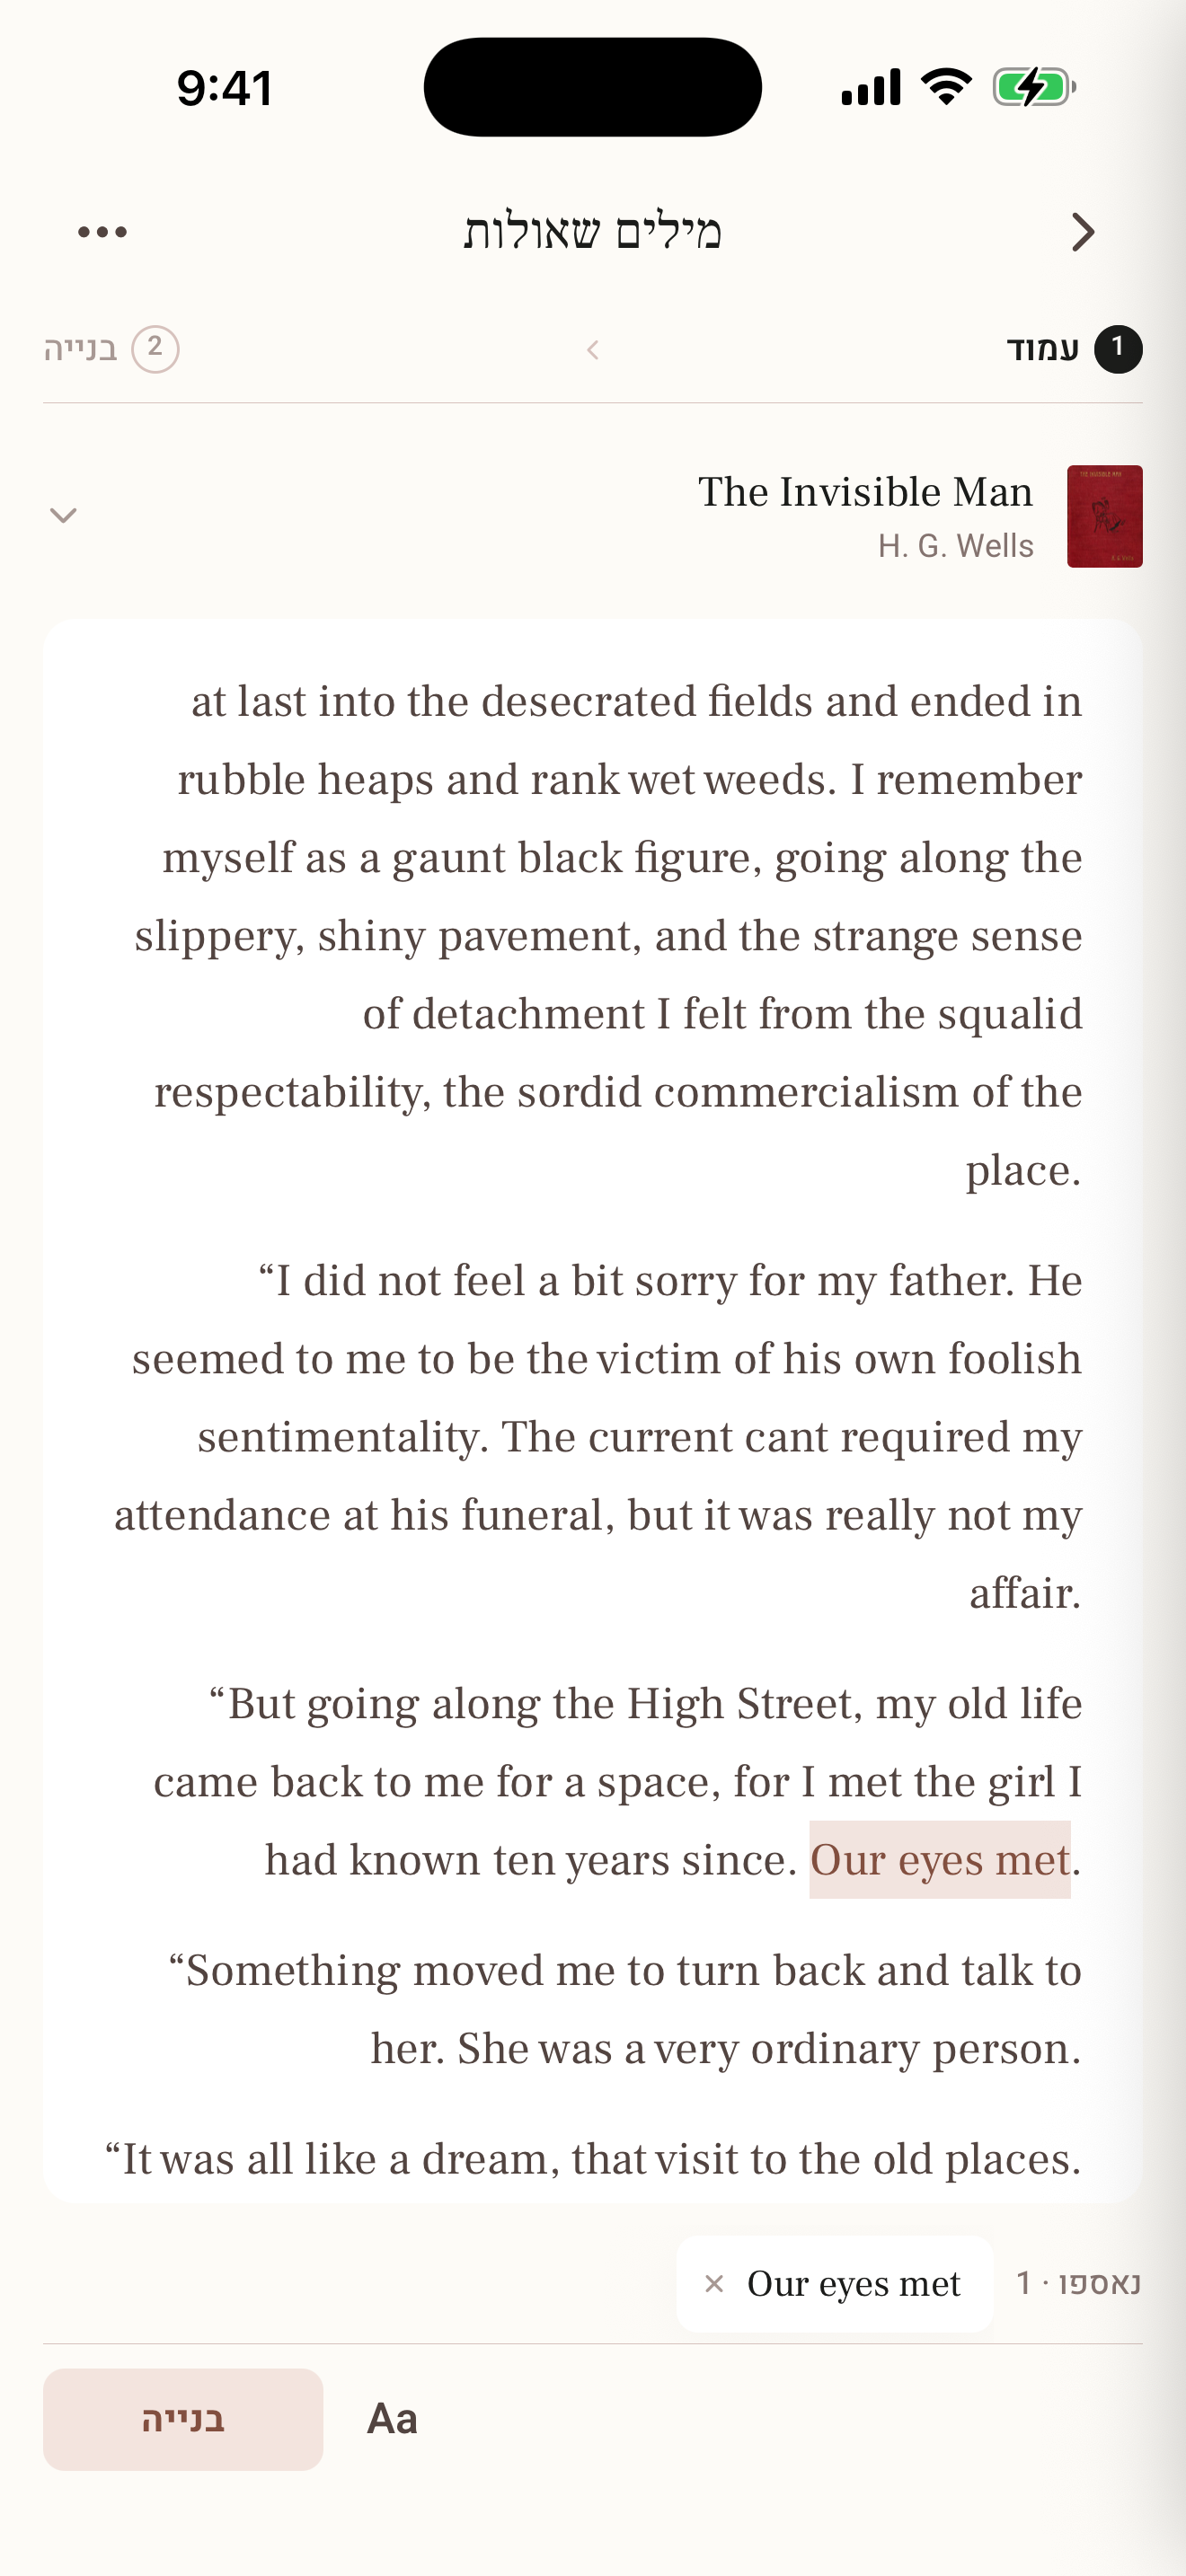 9:41
מילים שאולות
1 עמוד
2 בנייה
The Invisible Man
H. G. Wells
at last into the desecrated fields and ended in
rubble heaps and rank wet weeds. I remember
myself as a gaunt black figure, going along the
slippery, shiny pavement, and the strange sense
of detachment I felt from the squalid
respectability, the sordid commercialism of the
place.
“I did not feel a bit sorry for my father. He
seemed to me to be the victim of his own foolish
sentimentality. The current cant required my
attendance at his funeral, but it was really not my
affair.
“But going along the High Street, my old life
came back to me for a space, for I met the girl I
had known ten years since. Our eyes met.
“Something moved me to turn back and talk to
her. She was a very ordinary person.
“It was all like a dream, that visit to the old places.
נאספו · 1
Our eyes met ×
Aa
בנייה